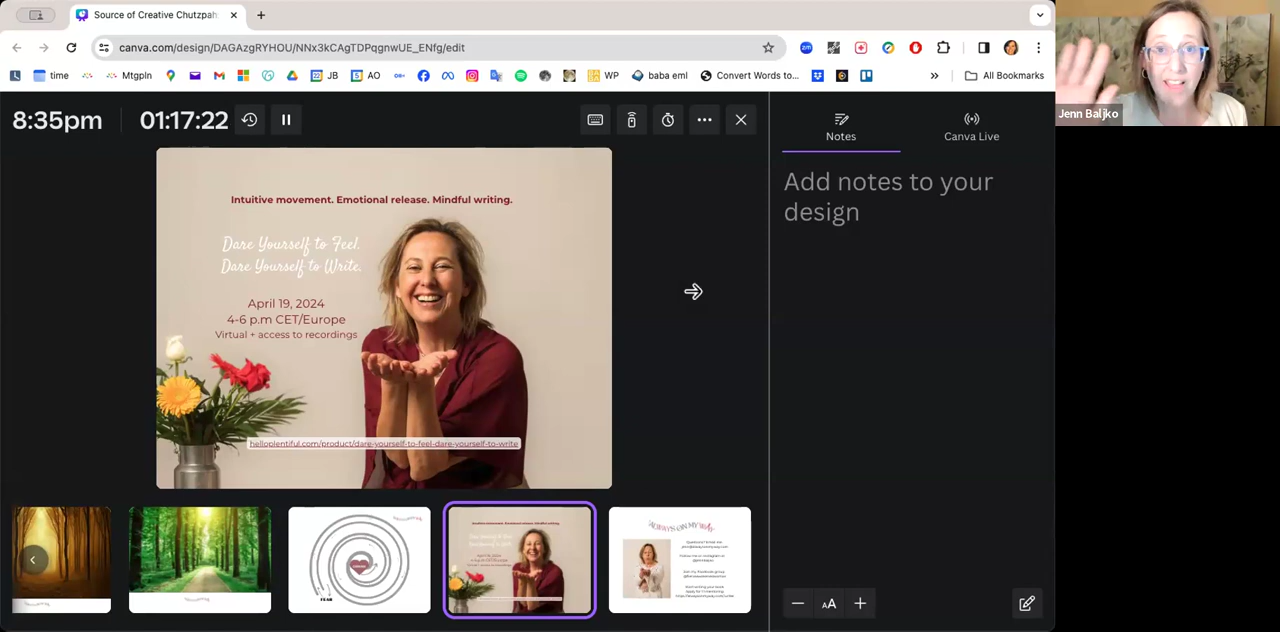 Source of Creative Chutzpah
canva.com/design/DAGAzgRYHOU/NNx3kCAgTDPqgnwUE_ENfg/edit
time
Mtgpln
JB
AO
WP
baba eml
Convert Words to...
All Bookmarks
Jenn Baljko
8:35pm
01:17:22
Notes
Canva Live
Add notes to your
design
Intuitive movement. Emotional release. Mindful writing.
Dare Yourself to Feel.
Dare Yourself to Write.
April 19, 2024
4-6 p.m CET/Europe
Virtual + access to recordings
helloplentiful.com/product/dare-yourself-to-feel-dare-yourself-to-write
FEAR
ALWAYS ON MY WAY
AA